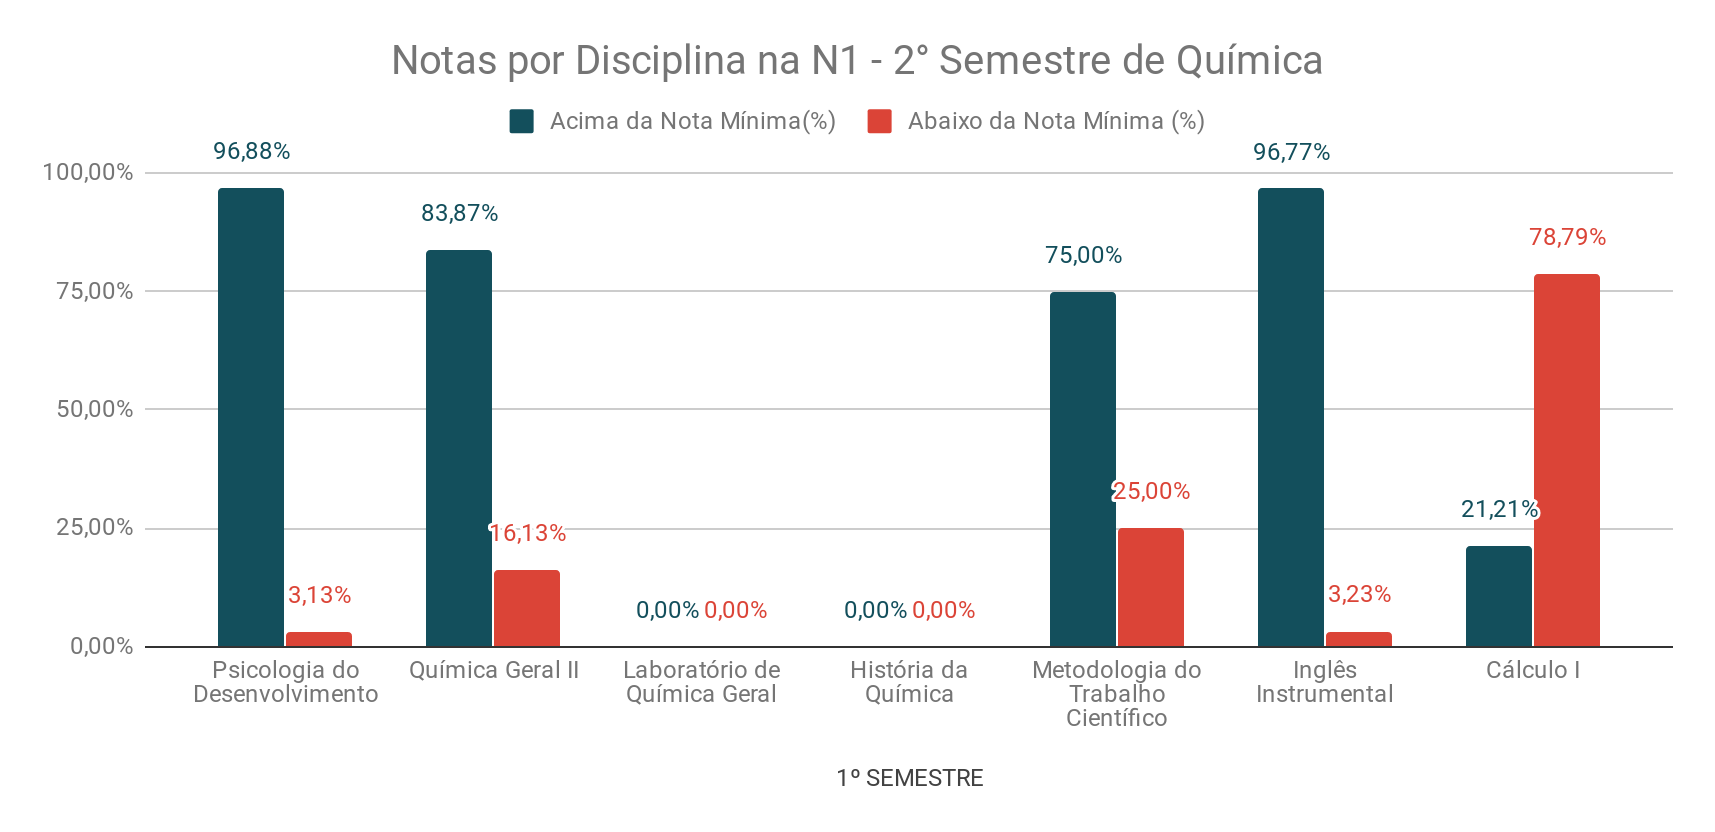 Notas por Disciplina na N1 - 2° Semestre de Química
Acima da Nota Mínima(%) Abaixo da Nota Mínima (%)
100,00%
75,00%
50,00%
25,00%
0,00%
96,88%
3,13%
83,87%
16,13%
0,00% 0,00%
0,00% 0,00%
75,00%
25,00%
96,77%
3,23%
21,21%
78,79%
Psicologia do
Desenvolvimento
Química Geral II
Laboratório de
Química Geral
História da
Química
Metodologia do
Trabalho
Científico
Inglês
Instrumental
Cálculo I
1º SEMESTRE